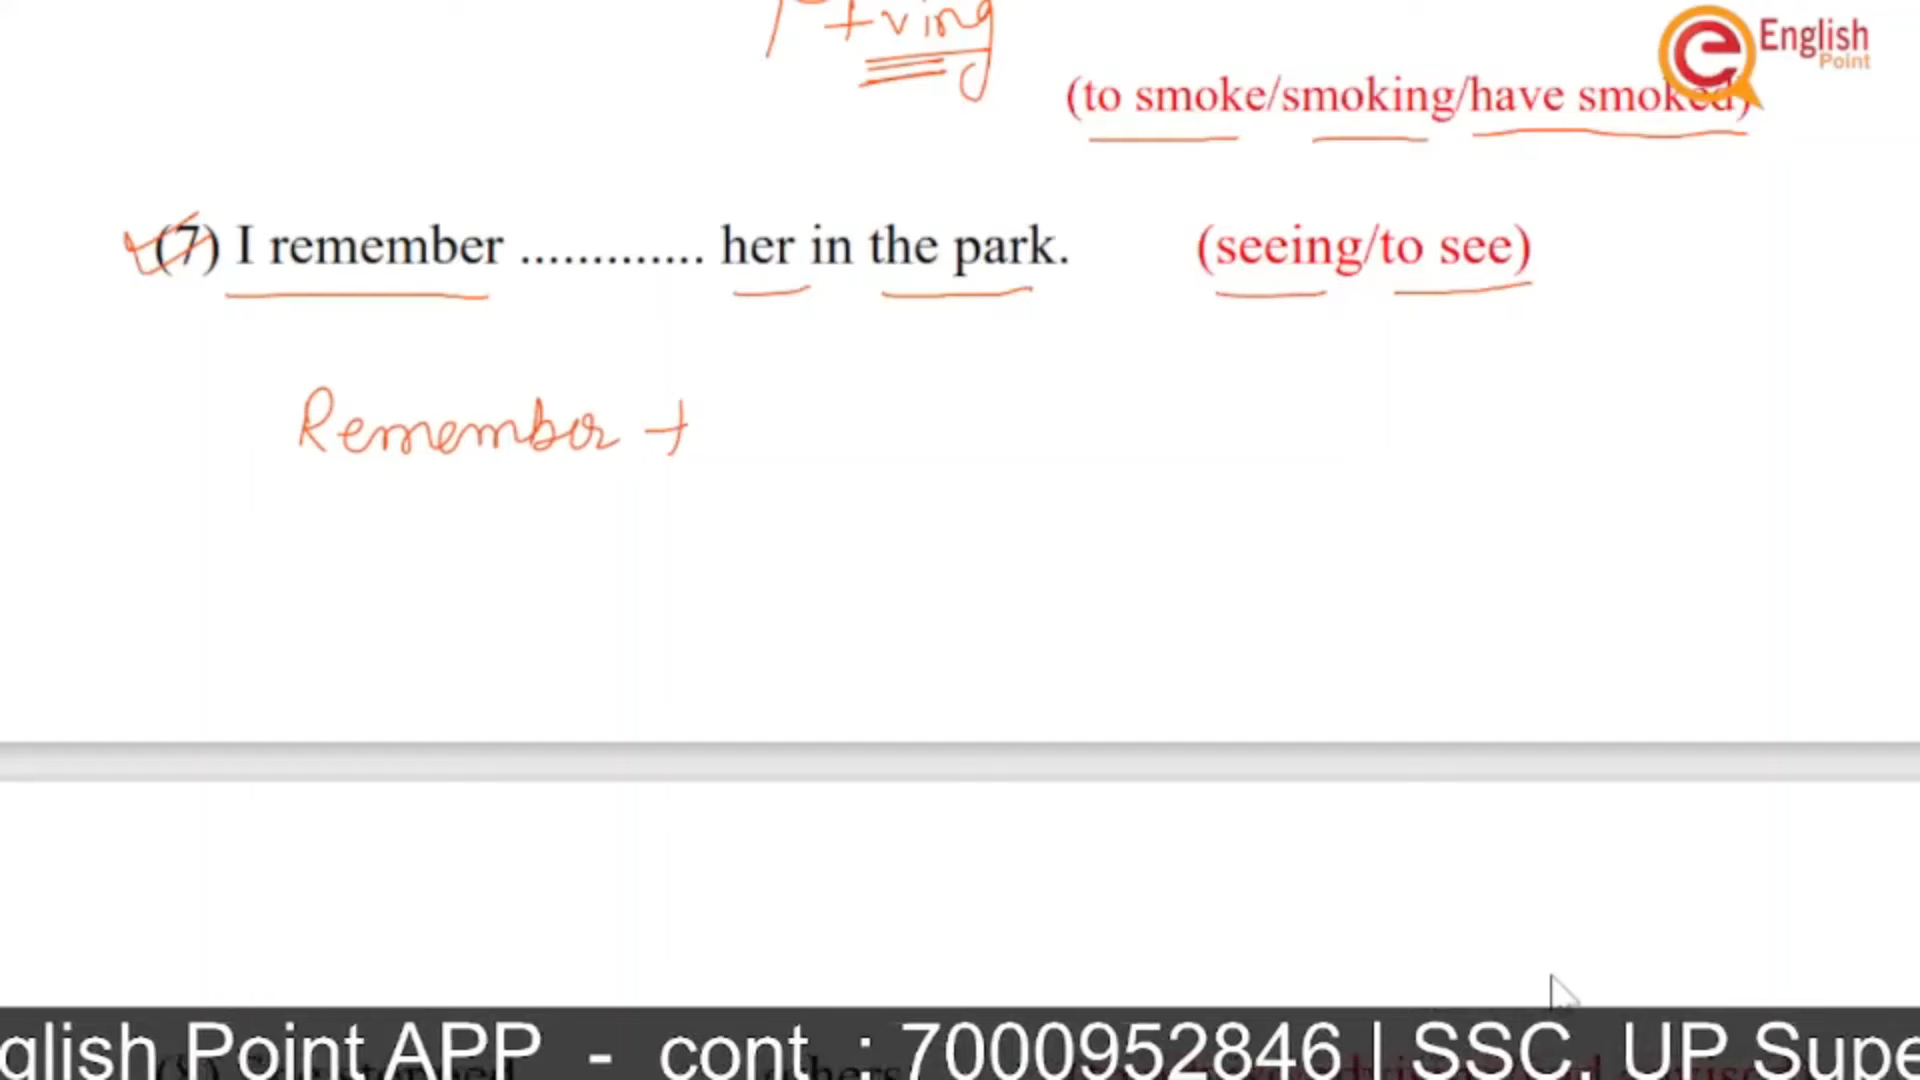 +ving
English
Point
(to smoke/smoking/have smoked)
(7) I remember ............. her in the park. (seeing/to see)
Remember +
glish Point APP - cont. : 7000952846 | SSC, UP Supe